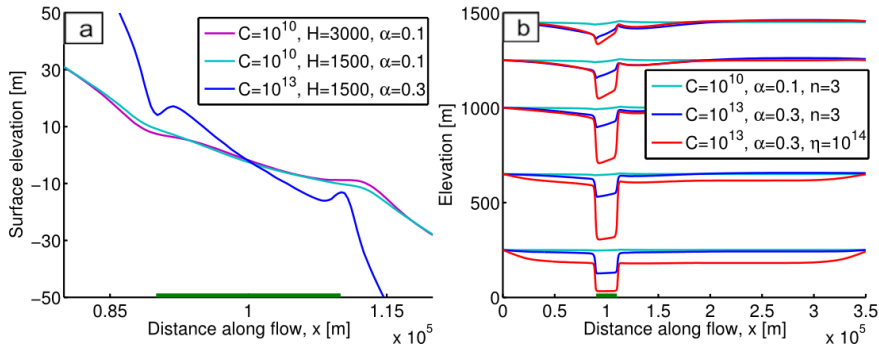 a
C=10^10, H=3000, α=0.1
C=10^10, H=1500, α=0.1
C=10^13, H=1500, α=0.3
50
30
10
−10
−30
−50
Surface elevation [m]
0.85
1
1.15
x 10^5
Distance along flow, x [m]
b
C=10^10, α=0.1, n=3
C=10^13, α=0.3, n=3
C=10^13, α=0.3, η=10^14
1500
1000
500
0
Elevation [m]
0
0.5
1
1.5
2
2.5
3
3.5
x 10^5
Distance along flow, x [m]